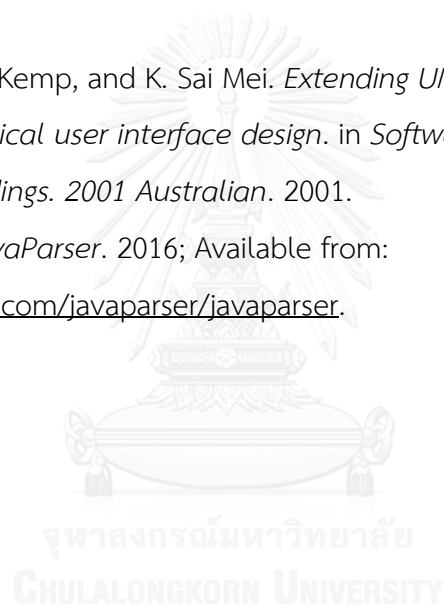 Kemp, and K. Sai Mei. Extending UI
ical user interface design. in Softwa
lings. 2001 Australian. 2001.
vaParser. 2016; Available from:
.com/javaparser/javaparser.
จุฬาลงกรณ์มหาวิทยาลัย
CHULALONGKORN UNIVERSITY